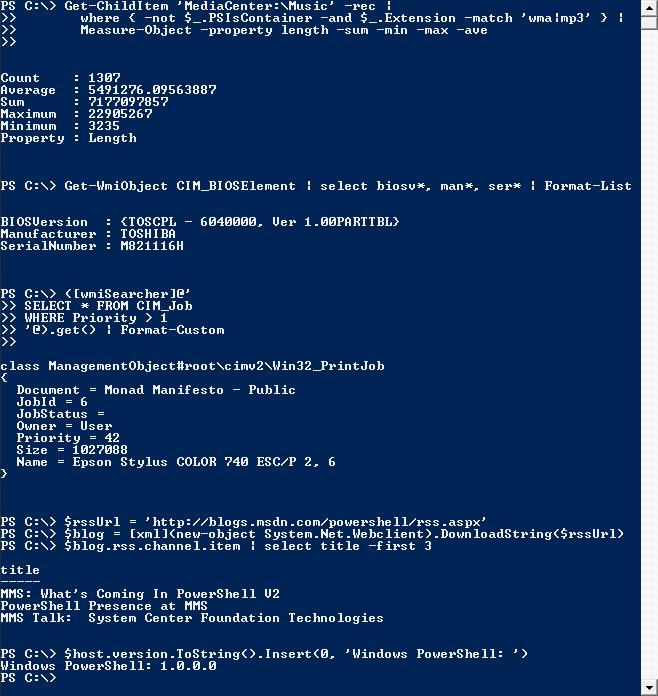 PS C:\> Get-ChildItem 'MediaCenter:\Music' -rec |
>>      where { -not $_.PSIsContainer -and $_.Extension -match 'wma|mp3' } |
>>      Measure-Object -property length -sum -min -max -ave
>>
Count    : 1307
Average  : 5491276.09563887
Sum      : 7177097857
Maximum  : 22905267
Minimum  : 3235
Property : Length
PS C:\> Get-WmiObject CIM_BIOSElement | select biosv*, man*, ser* | Format-List
BIOSVersion  : {TOSCPL - 6040000, Ver 1.00PARTTBL}
Manufacturer : TOSHIBA
SerialNumber : M821116H
PS C:\> ([wmiSearcher]@'
>> SELECT * FROM CIM_Job
>> WHERE Priority > 1
>> '@).get() | Format-Custom
>>
class ManagementObject#root\cimv2\Win32_PrintJob
{
  Document = Monad Manifesto - Public
  JobId = 6
  JobStatus =
  Owner = User
  Priority = 42
  Size = 1027088
  Name = Epson Stylus COLOR 740 ESC/P 2, 6
}
PS C:\> $rssUrl = 'http://blogs.msdn.com/powershell/rss.aspx'
PS C:\> $blog = [xml](new-object System.Net.Webclient).DownloadString($rssUrl)
PS C:\> $blog.rss.channel.item | select title -first 3
title
-----
MMS: What's Coming In PowerShell V2
PowerShell Presence at MMS
MMS Talk:  System Center Foundation Technologies
PS C:\> $host.version.ToString().Insert(0, 'Windows PowerShell: ')
Windows PowerShell: 1.0.0.0
PS C:\>